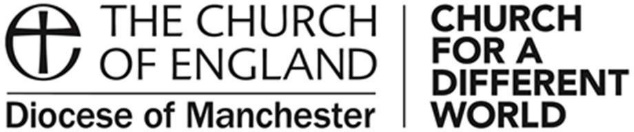 THE CHURCH
OF ENGLAND
Diocese of Manchester
CHURCH
FOR A
DIFFERENT
WORLD